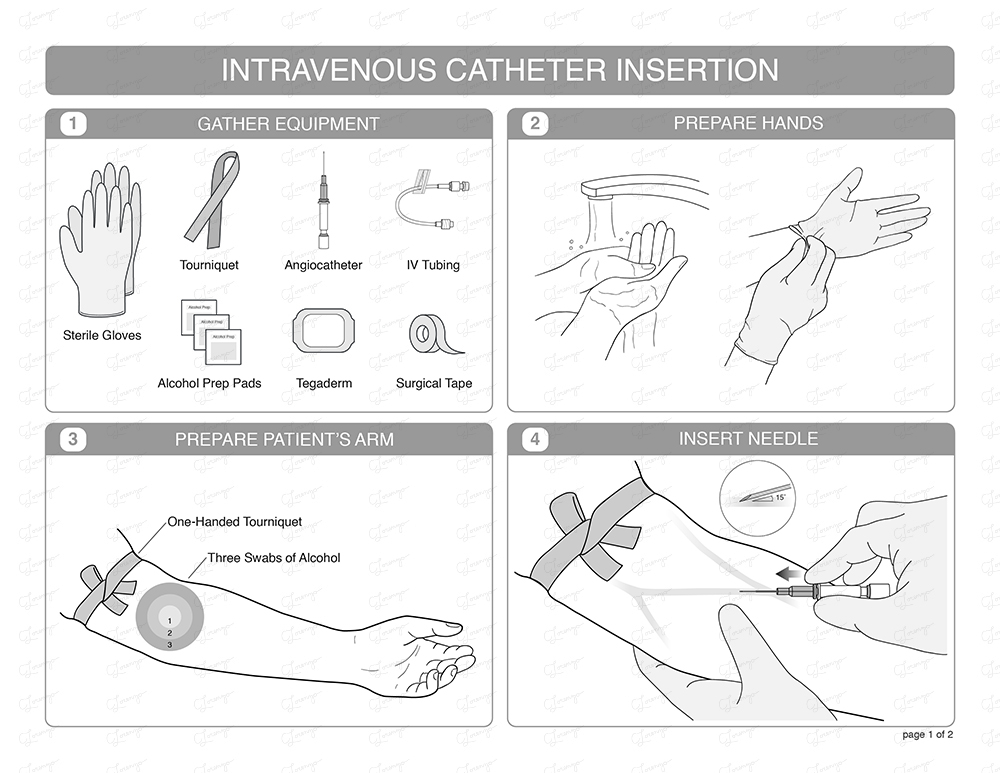 INTRAVENOUS CATHETER INSERTION
1
GATHER EQUIPMENT
Sterile Gloves
Tourniquet
Angiocatheter
IV Tubing
Alcohol Prep
Alcohol Prep
Alcohol Prep
Alcohol Prep Pads
Tegaderm
Surgical Tape
2
PREPARE HANDS
3
PREPARE PATIENT'S ARM
One-Handed Tourniquet
Three Swabs of Alcohol
1
2
3
4
INSERT NEEDLE
15°
page 1 of 2